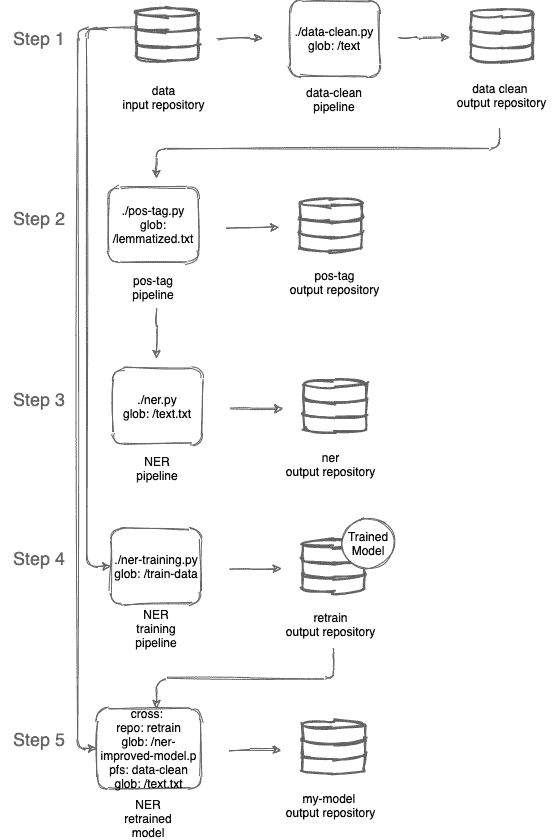 Step 1
./data-clean.py
glob: /text
data
input repository
data-clean
pipeline
data clean
output repository
Step 2
./pos-tag.py
glob:
/lemmatized.txt
pos-tag
pipeline
pos-tag
output repository
Step 3
./ner.py
glob: /text.txt
NER
pipeline
ner
output repository
Step 4
./ner-training.py
glob: /train-data
Trained
Model
NER
training
pipeline
retrain
output repository
Step 5
cross:
repo: retrain
glob: /ner-
improved-model.p
pfs: data-clean
glob: /text.txt
NER
retrained
model
my-model
output repository